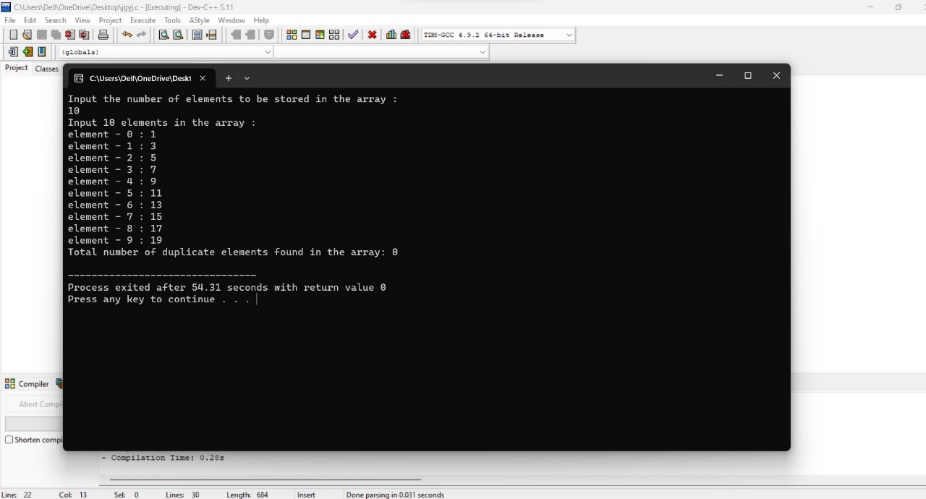 C:\Users\Dell\OneDrive\Desktop\jgyj.c - [Executing] - Dev-C++ 5.11
File Edit Search View Project Execute Tools AStyle Window Help
TDM-GCC 4.9.2 64-bit Release
(globals)
Project Classes
C:\Users\Dell\OneDrive\Deskt
Input the number of elements to be stored in the array :
10
Input 10 elements in the array :
element - 0 : 1
element - 1 : 3
element - 2 : 5
element - 3 : 7
element - 4 : 9
element - 5 : 11
element - 6 : 13
element - 7 : 15
element - 8 : 17
element - 9 : 19
Total number of duplicate elements found in the array: 0
--------------------------------
Process exited after 54.31 seconds with return value 0
Press any key to continue . . .
Compiler
Abort Compi
Shorten compi
- Compilation Time: 0.28s
Line: 22 Col: 13 Sel: 0 Lines: 30 Length: 684 Insert Done parsing in 0.031 seconds